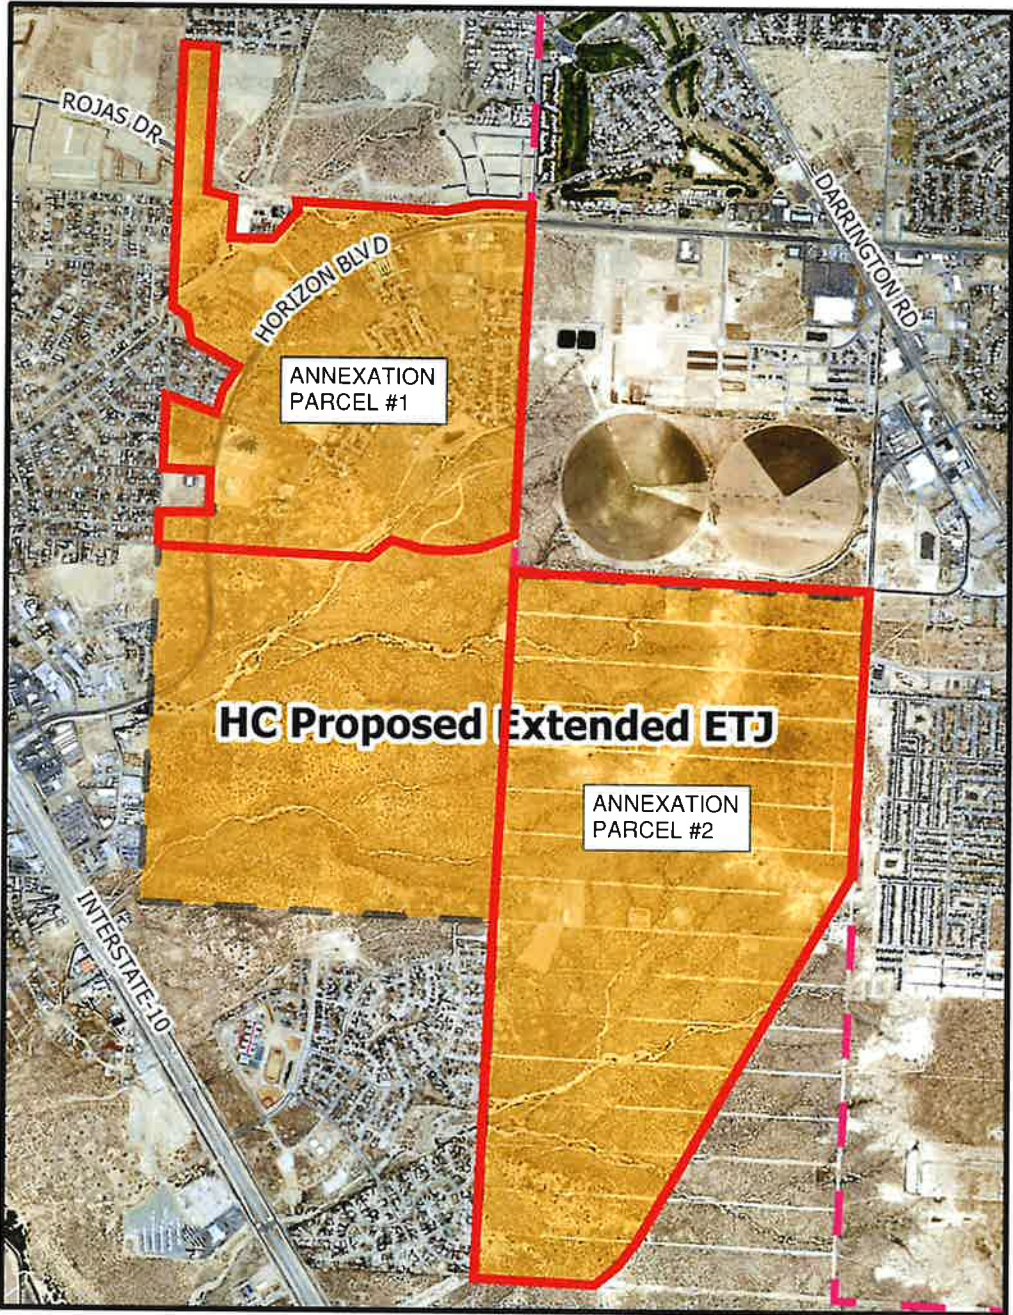 ROJAS DR
DARRINGTON RD
HORIZON BLVD
ANNEXATION
PARCEL #1
HC Proposed Extended ETJ
ANNEXATION
PARCEL #2
INTERSTATE-10